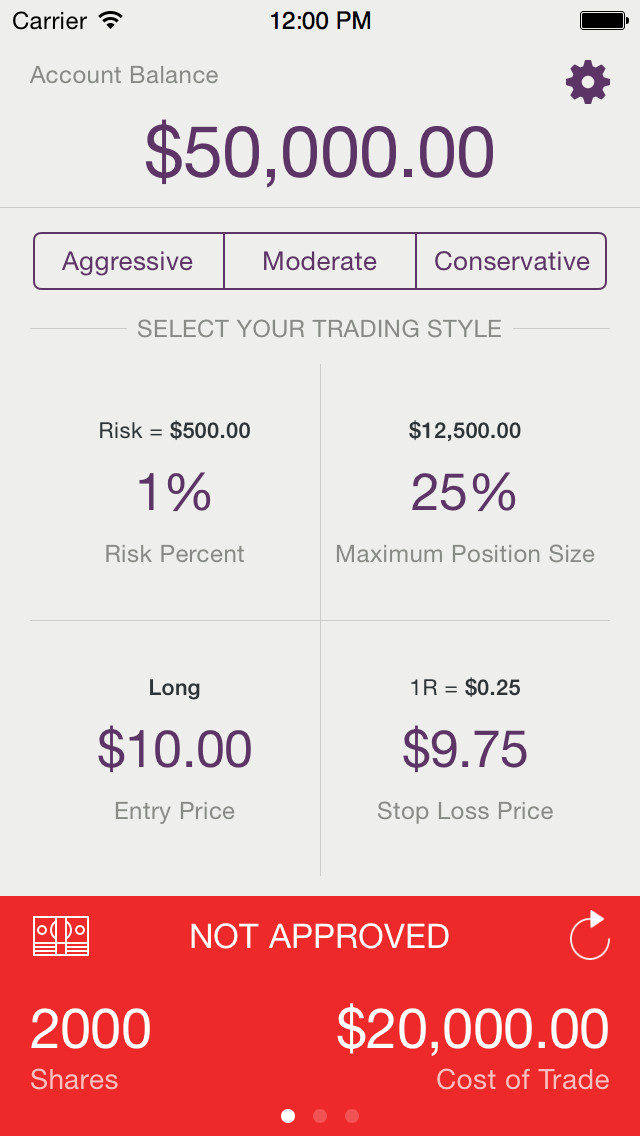 Carrier 12:00 PM
Account Balance
$50,000.00
Aggressive Moderate Conservative
SELECT YOUR TRADING STYLE
Risk = $500.00
1%
Risk Percent
$12,500.00
25%
Maximum Position Size
Long
$10.00
Entry Price
1R = $0.25
$9.75
Stop Loss Price
NOT APPROVED
2000 $20,000.00
Shares Cost of Trade